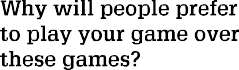 Why will people prefer
to play your game over
these games?